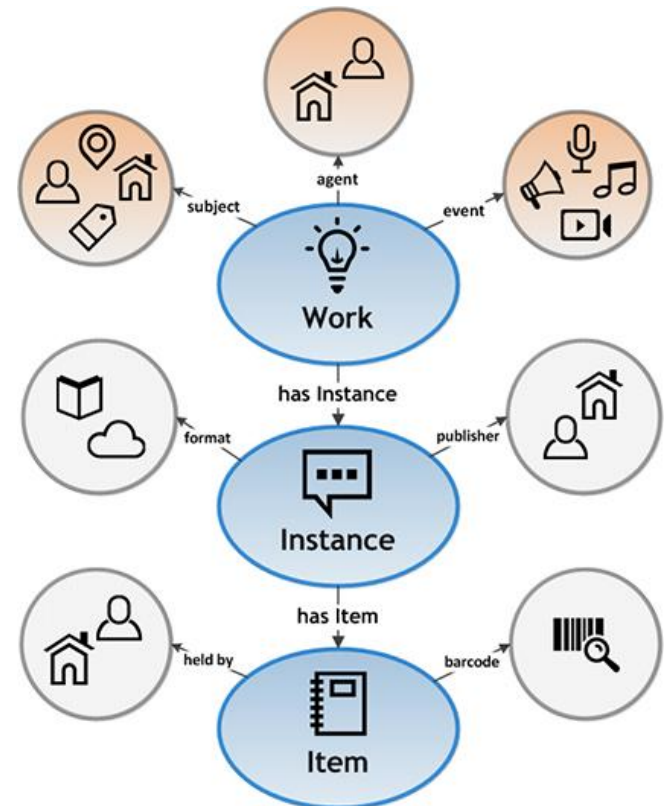 agent
subject
event
Work
has Instance
format
publisher
Instance
has Item
held by
barcode
Item